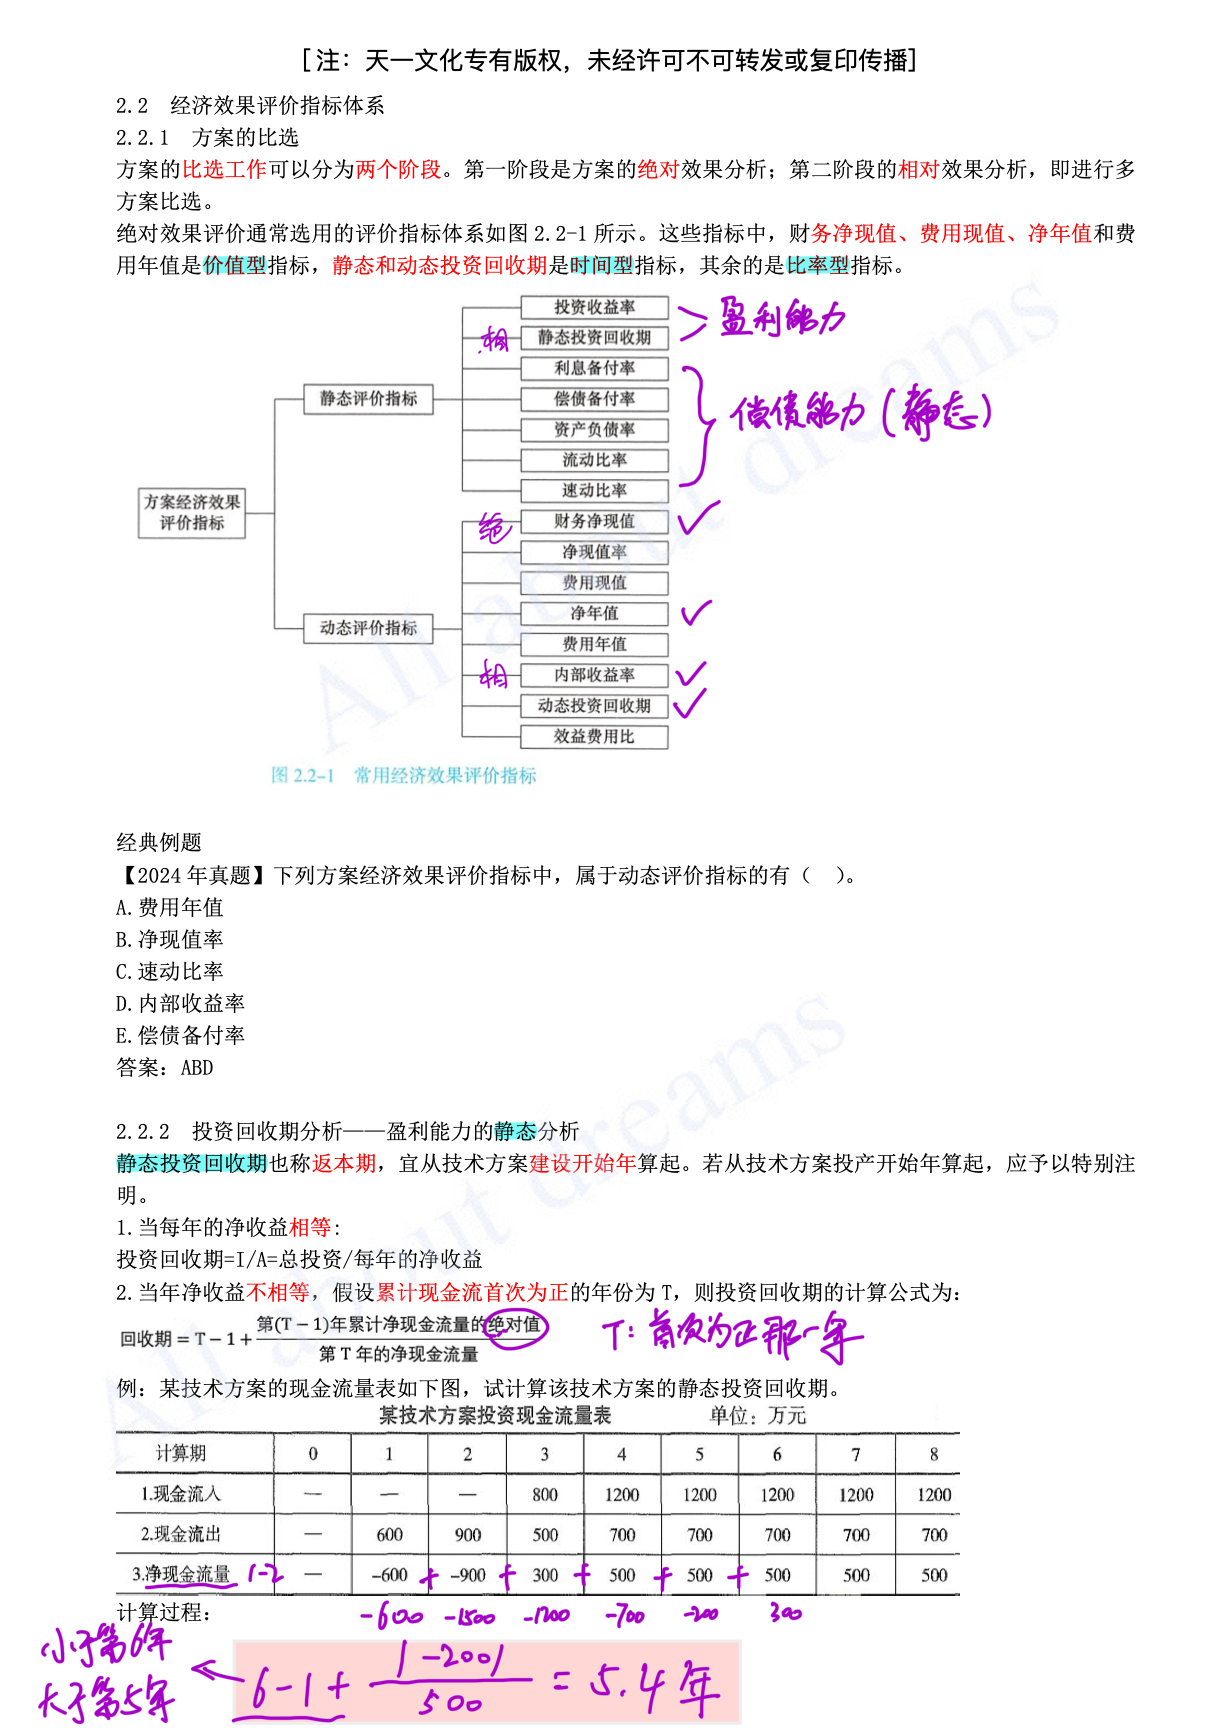 [注：天一文化专有版权，未经许可不可转发或复印传播]
2.2 经济效果评价指标体系
2.2.1 方案的比选
方案的比选工作可以分为两个阶段。第一阶段是方案的绝对效果分析；第二阶段的相对效果分析，即进行多
方案比选。
绝对效果评价通常选用的评价指标体系如图 2.2-1 所示。这些指标中，财务净现值、费用现值、净年值和费
用年值是价值型指标，静态和动态投资回收期是时间型指标，其余的是比率型指标。
投资收益率
相 静态投资回收期
盈利能力
利息备付率
静态评价指标
偿债备付率
偿债能力(静态)
资产负债率
流动比率
速动比率
方案经济效果
评价指标
绝 财务净现值 ✓
净现值率
费用现值
净年值 ✓
动态评价指标
费用年值
相 内部收益率 ✓
动态投资回收期 ✓
效益费用比
图 2.2-1 常用经济效果评价指标
经典例题
【2024 年真题】下列方案经济效果评价指标中，属于动态评价指标的有（ ）。
A.费用年值
B.净现值率
C.速动比率
D.内部收益率
E.偿债备付率
答案：ABD
2.2.2 投资回收期分析——盈利能力的静态分析
静态投资回收期也称返本期，宜从技术方案建设开始年算起。若从技术方案投产开始年算起，应予以特别注
明。
1.当每年的净收益相等:
投资回收期=I/A=总投资/每年的净收益
2.当年净收益不相等，假设累计现金流首次为正的年份为 T，则投资回收期的计算公式为：
回收期 = T − 1 + 第(T − 1)年累计净现金流量的绝对值
第 T 年的净现金流量
T: 首次为正那一年
例：某技术方案的现金流量表如下图，试计算该技术方案的静态投资回收期。
某技术方案投资现金流量表 单位：万元
计算期 0 1 2 3 4 5 6 7 8
1.现金流入 — — — 800 1200 1200 1200 1200 1200
2.现金流出 — 600 900 500 700 700 700 700 700
3.净现金流量 1-2 — -600 + -900 + 300 + 500 + 500 + 500 500 500
计算过程：
-600 -1500 -1200 -700 -200 300
小于第6年
大于第5年
6-1+ |-200| / 500 = 5.4年
All about dreams
All about dreams